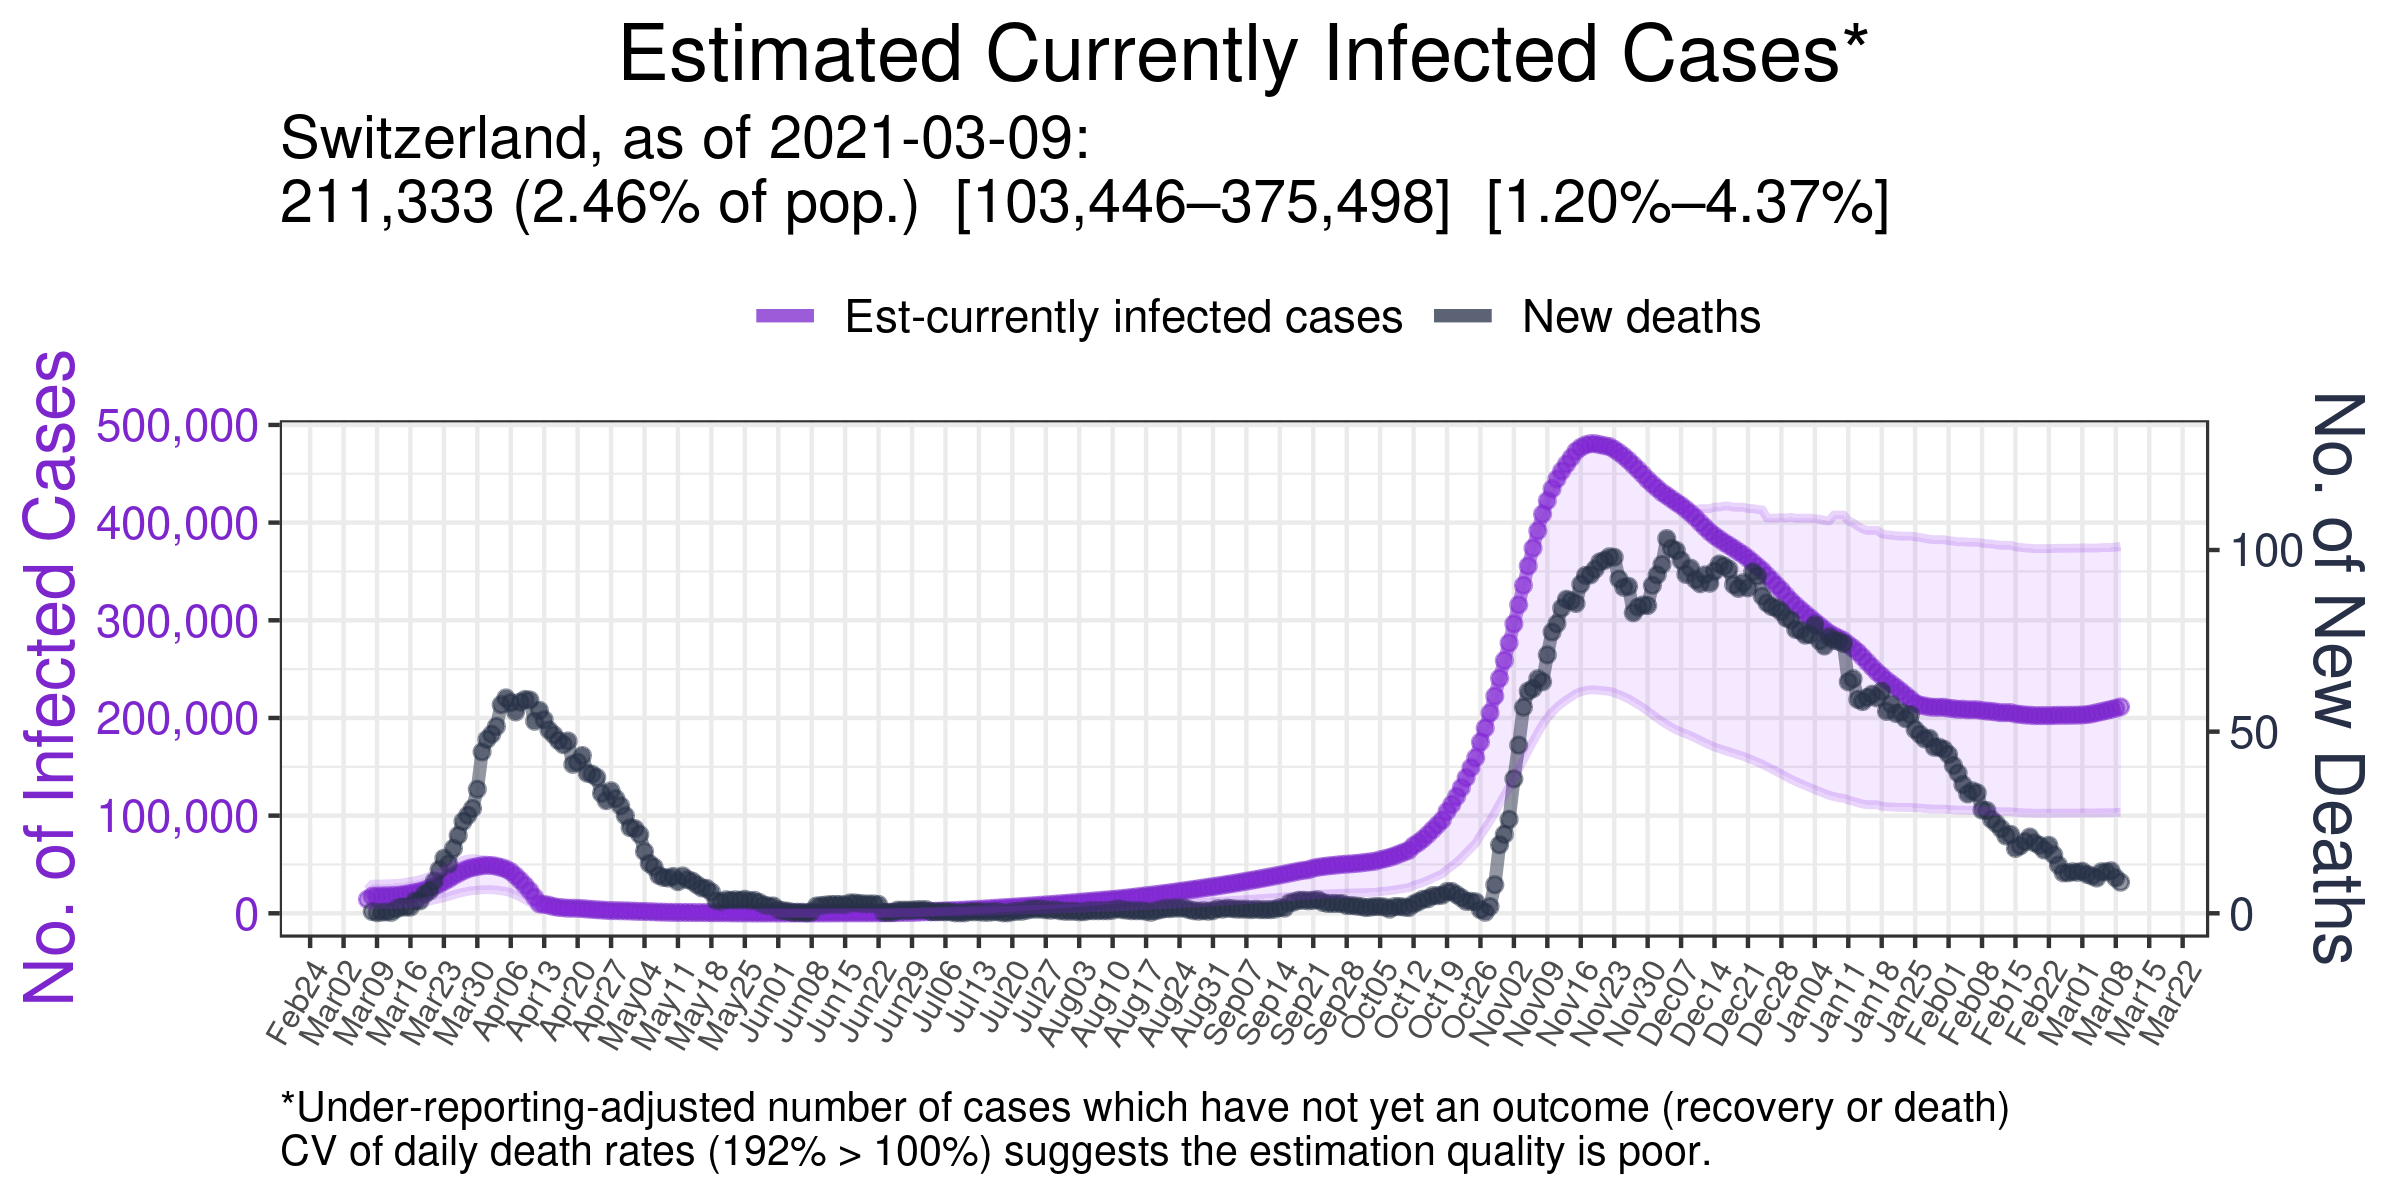 Estimated Currently Infected Cases*
Switzerland, as of 2021-03-09:
211,333 (2.46% of pop.) [103,446–375,498] [1.20%–4.37%]
Est-currently infected cases
New deaths
No. of Infected Cases
500,000
400,000
300,000
200,000
100,000
0
No. of New Deaths
100
50
0
Feb24
Mar02
Mar09
Mar16
Mar23
Mar30
Apr06
Apr13
Apr20
Apr27
May04
May11
May18
May25
Jun01
Jun08
Jun15
Jun22
Jun29
Jul06
Jul13
Jul20
Jul27
Aug03
Aug10
Aug17
Aug24
Aug31
Sep07
Sep14
Sep21
Sep28
Oct05
Oct12
Oct19
Oct26
Nov02
Nov09
Nov16
Nov23
Nov30
Dec07
Dec14
Dec21
Dec28
Jan04
Jan11
Jan18
Jan25
Feb01
Feb08
Feb15
Feb22
Mar01
Mar08
Mar15
Mar22
*Under-reporting-adjusted number of cases which have not yet an outcome (recovery or death)
CV of daily death rates (192% > 100%) suggests the estimation quality is poor.